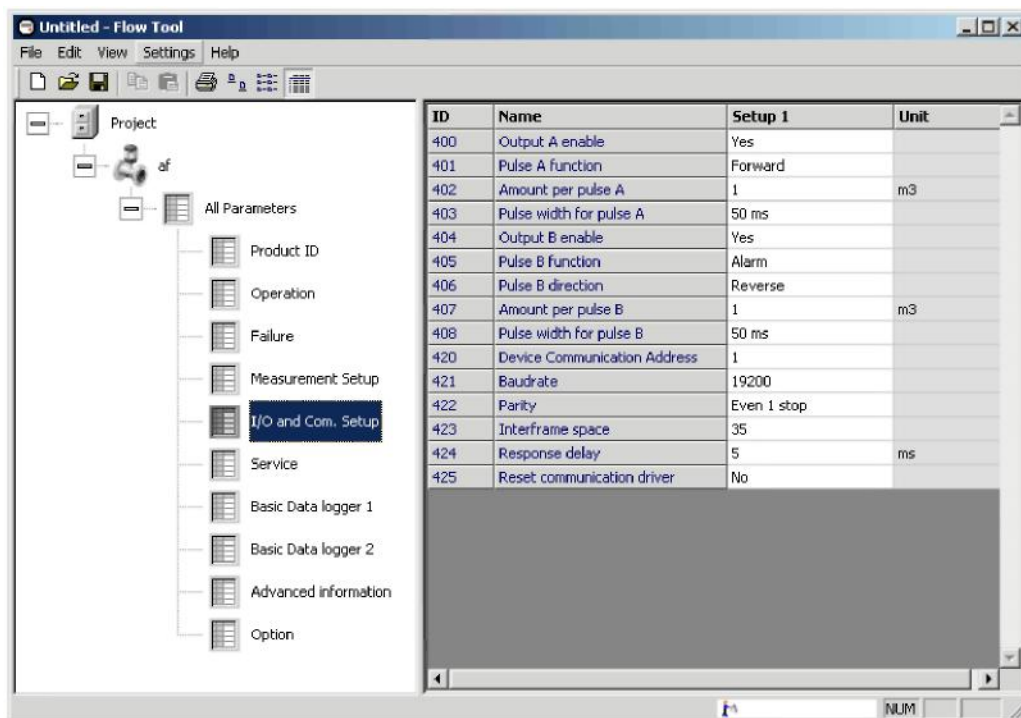 Untitled - Flow Tool
File Edit View Settings Help
Project
af
All Parameters
Product ID
Operation
Failure
Measurement Setup
I/O and Com. Setup
Service
Basic Data logger 1
Basic Data logger 2
Advanced information
Option
ID Name Setup 1 Unit
400 Output A enable Yes
401 Pulse A function Forward
402 Amount per pulse A 1 m3
403 Pulse width for pulse A 50 ms
404 Output B enable Yes
405 Pulse B function Alarm
406 Pulse B direction Reverse
407 Amount per pulse B 1 m3
408 Pulse width for pulse B 50 ms
420 Device Communication Address 1
421 Baudrate 19200
422 Parity Even 1 stop
423 Interframe space 35
424 Response delay 5 ms
425 Reset communication driver No
NUM